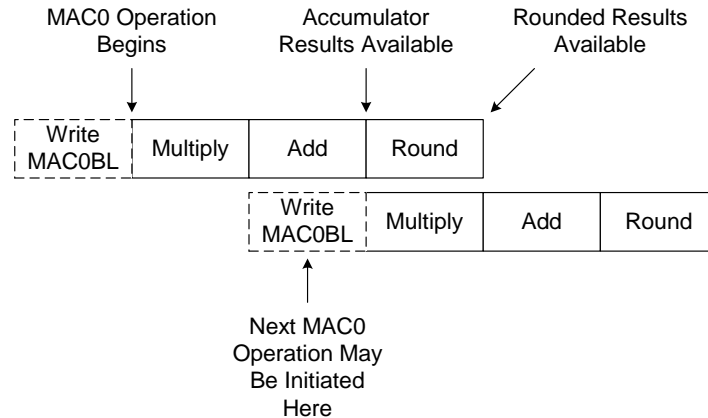 MAC0 Operation
Begins
Accumulator
Results Available
Rounded Results
Available
Write
MAC0BL
Multiply
Add
Round
Write
MAC0BL
Multiply
Add
Round
Next MAC0
Operation May
Be Initiated
Here